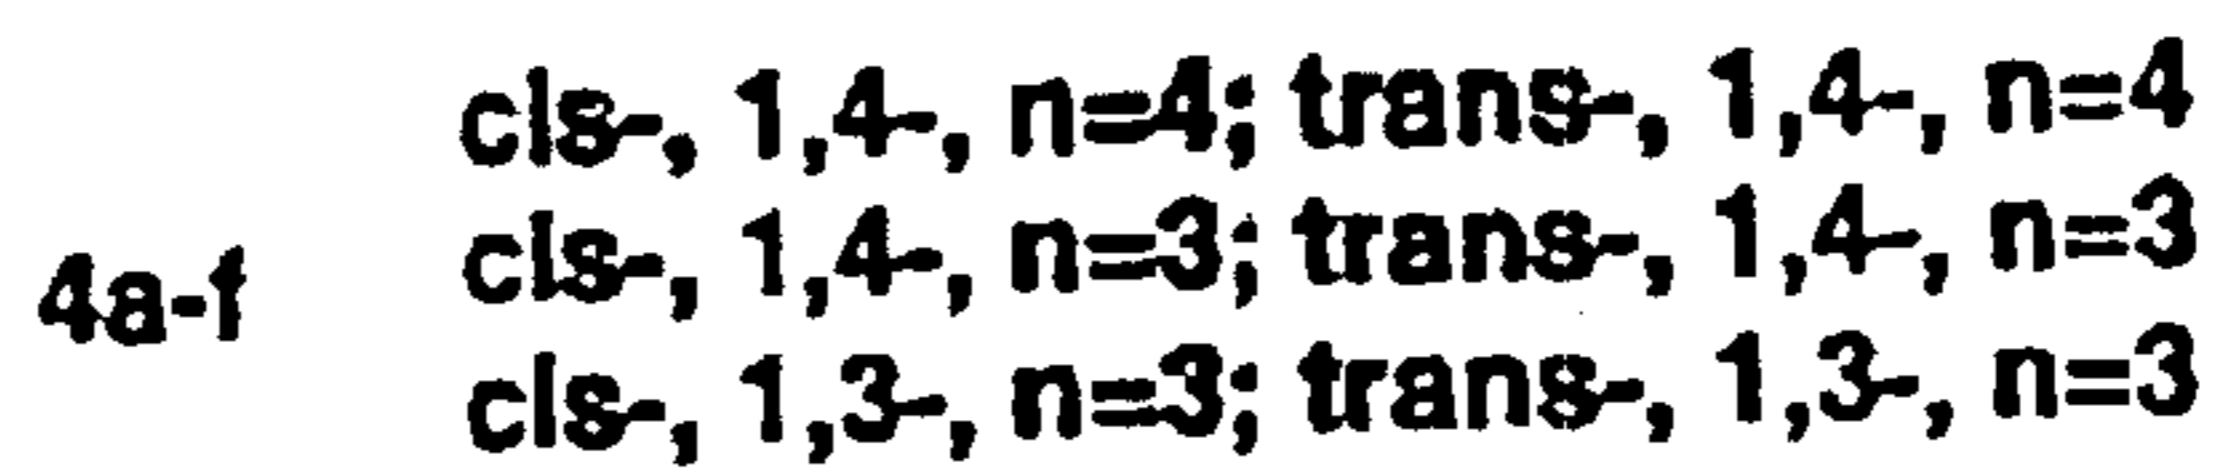 cis-, 1,4-, n=4; trans-, 1,4-, n=4
4a-f
cis-, 1,4-, n=3; trans-, 1,4-, n=3
cis-, 1,3-, n=3; trans-, 1,3-, n=3